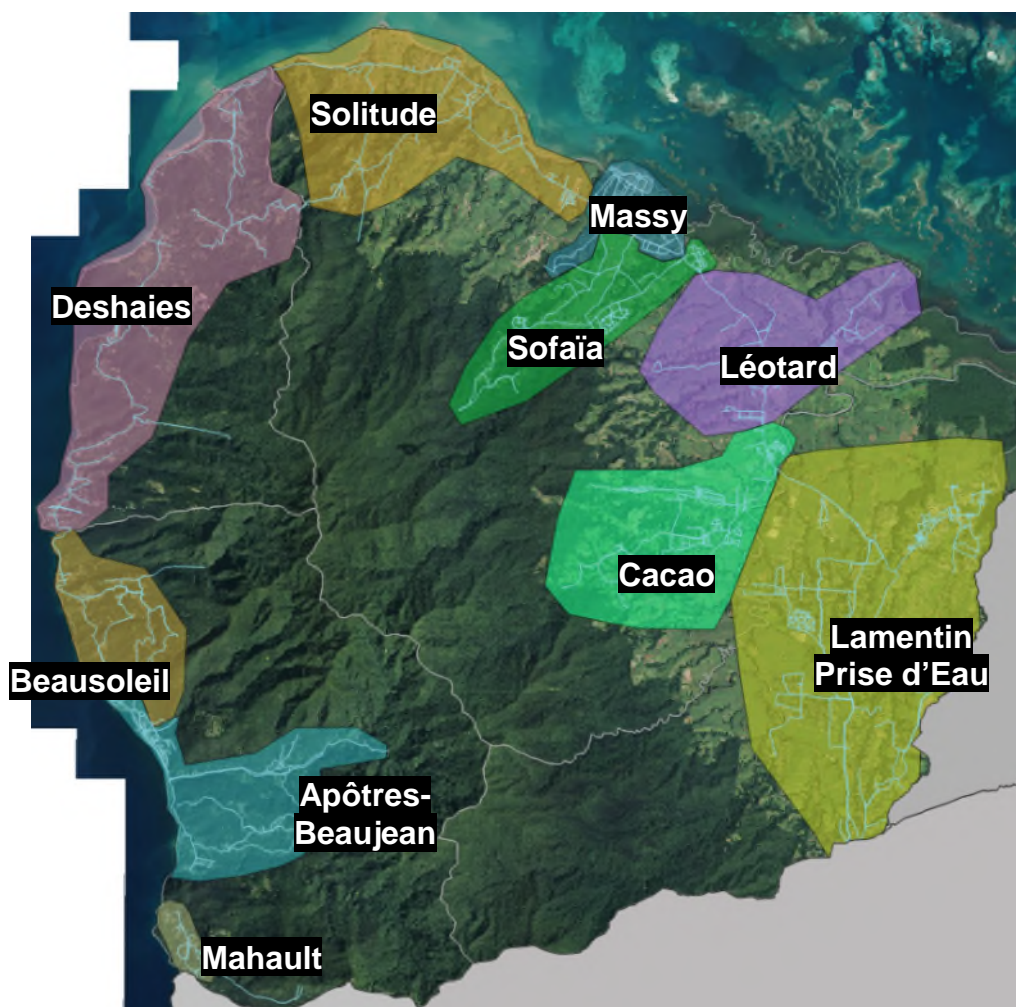 Solitude
Massy
Deshaies
Sofaïa
Léotard
Cacao
Lamentin
Prise d'Eau
Beausoleil
Apôtres-
Beaujean
Mahault